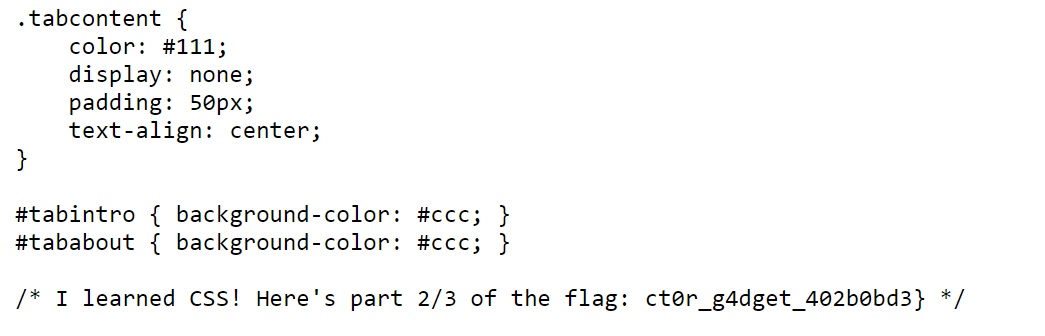 .tabcontent {
    color: #111;
    display: none;
    padding: 50px;
    text-align: center;
}

#tabintro { background-color: #ccc; }
#tababout { background-color: #ccc; }

/* I learned CSS! Here's part 2/3 of the flag: ct0r_g4dget_402b0bd3} */